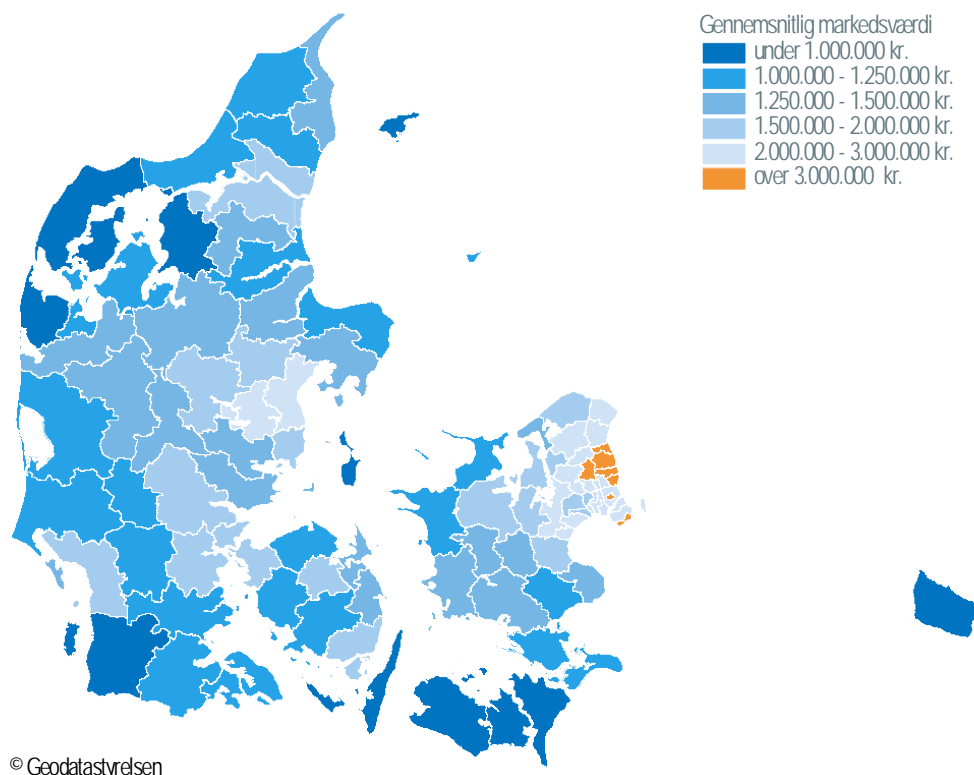 Gennemsnitlig markedsværdi
under 1.000.000 kr.
1.000.000 - 1.250.000 kr.
1.250.000 - 1.500.000 kr.
1.500.000 - 2.000.000 kr.
2.000.000 - 3.000.000 kr.
over 3.000.000 kr.
© Geodatastyrelsen